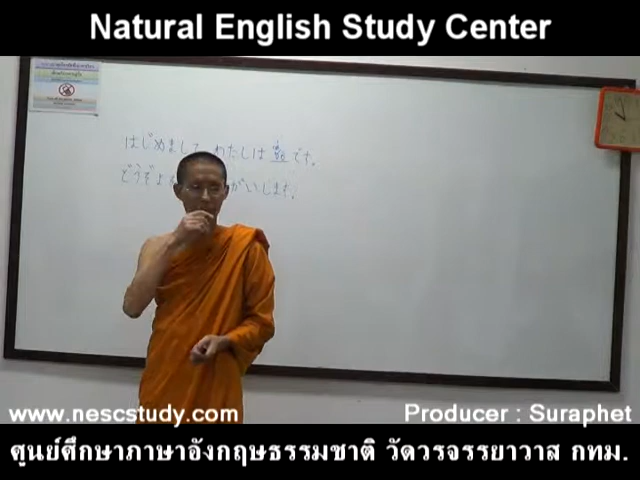 Natural English Study Center
はじめまして わたしは です。
どうぞよ がいします。
www.nescstudy.com
Producer : Suraphet
ศูนย์ศึกษาภาษาอังกฤษธรรมชาติ วัดวรจรรยาวาส กทม.